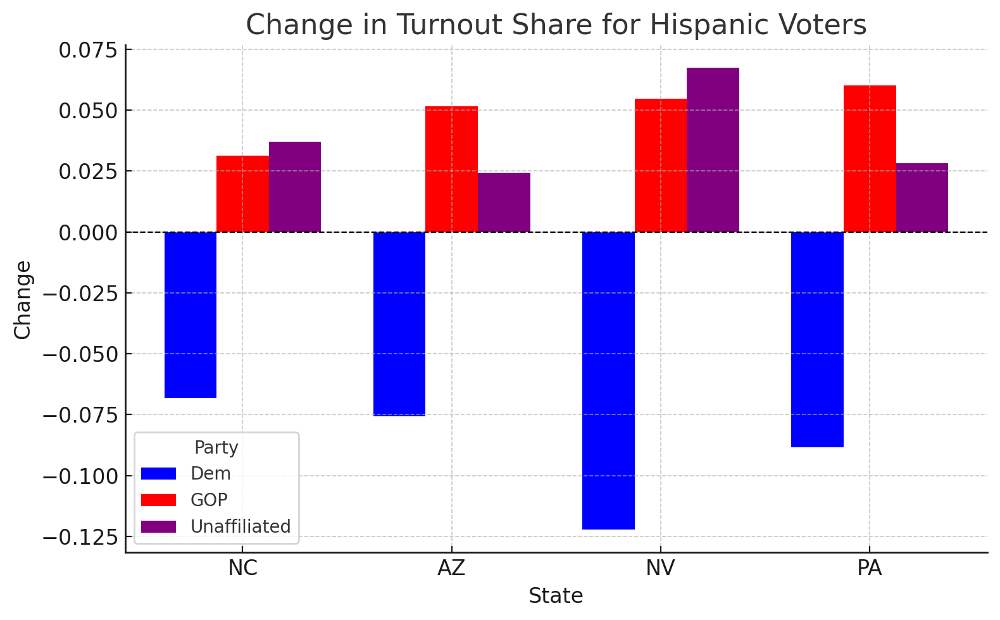 Change in Turnout Share for Hispanic Voters
0.075
0.050
0.025
0.000
−0.025
−0.050
−0.075
−0.100
−0.125
Change
Party
Dem
GOP
Unaffiliated
NC AZ NV PA
State